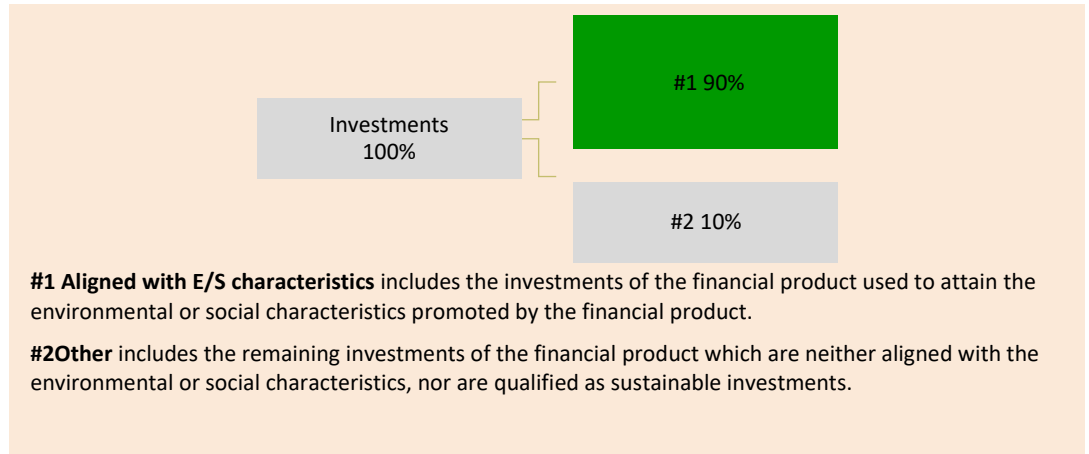 #1 90%
Investments
100%
#2 10%
#1 Aligned with E/S characteristics includes the investments of the financial product used to attain the
environmental or social characteristics promoted by the financial product.
#2Other includes the remaining investments of the financial product which are neither aligned with the
environmental or social characteristics, nor are qualified as sustainable investments.